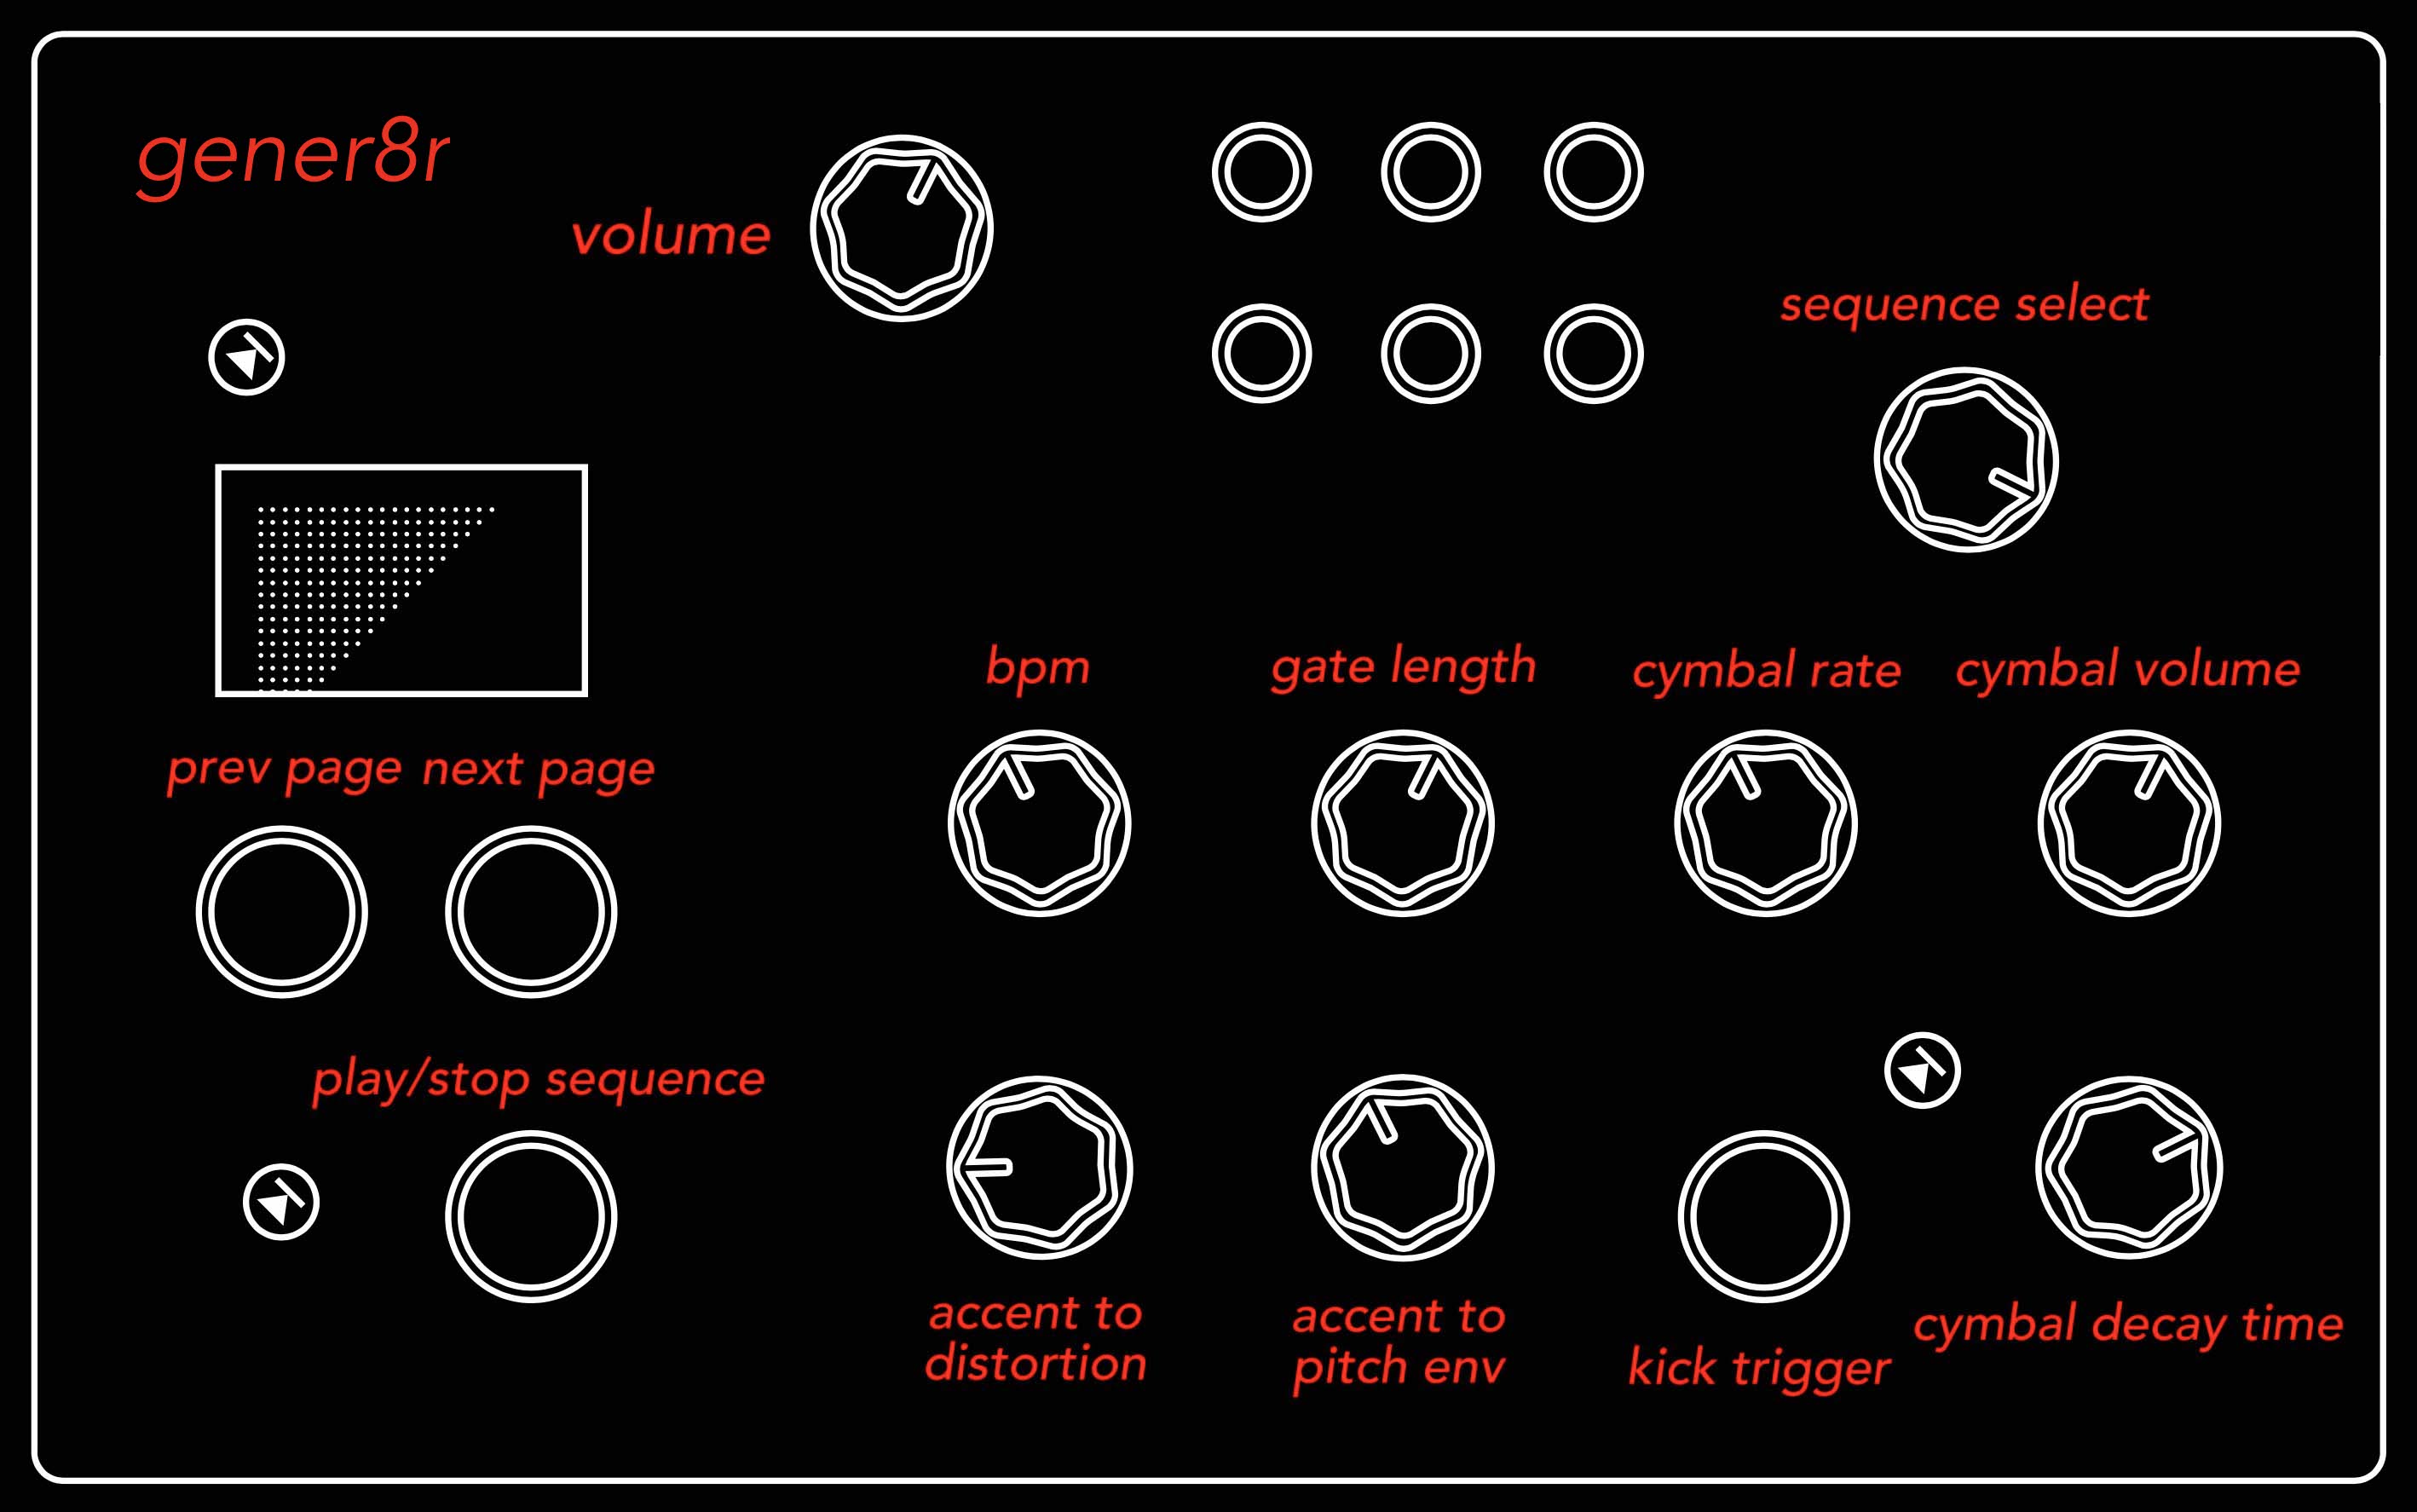 gener8r
volume
sequence select
bpm
gate length
cymbal rate
cymbal volume
prev page
next page
play/stop sequence
accent to
distortion
accent to
pitch env
kick trigger
cymbal decay time